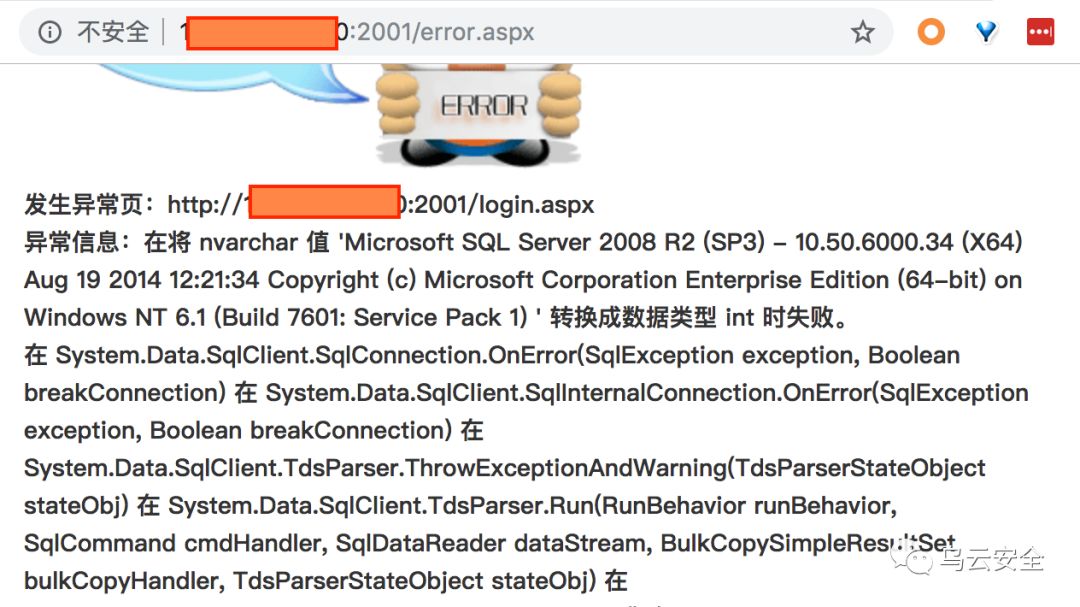 不安全 | 1 0:2001/error.aspx
ERROR
发生异常页：http://1 0:2001/login.aspx
异常信息：在将 nvarchar 值 'Microsoft SQL Server 2008 R2 (SP3) - 10.50.6000.34 (X64)
Aug 19 2014 12:21:34 Copyright (c) Microsoft Corporation Enterprise Edition (64-bit) on
Windows NT 6.1 (Build 7601: Service Pack 1) ' 转换成数据类型 int 时失败。
在 System.Data.SqlClient.SqlConnection.OnError(SqlException exception, Boolean
breakConnection) 在 System.Data.SqlClient.SqlInternalConnection.OnError(SqlException
exception, Boolean breakConnection) 在
System.Data.SqlClient.TdsParser.ThrowExceptionAndWarning(TdsParserStateObject
stateObj) 在 System.Data.SqlClient.TdsParser.Run(RunBehavior runBehavior,
SqlCommand cmdHandler, SqlDataReader dataStream, BulkCopySimpleResultSet
bulkCopyHandler, TdsParserStateObject stateObj) 在
乌云安全